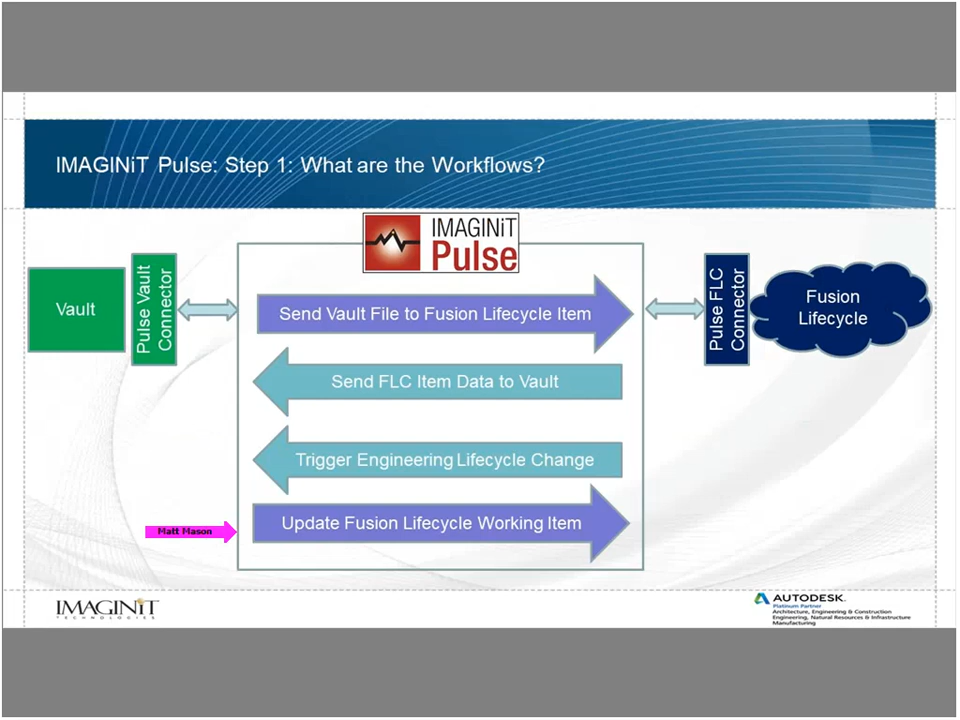 IMAGINiT Pulse: Step 1: What are the Workflows?
IMAGINiT
Pulse
Vault
Pulse Vault
Connector
Send Vault File to Fusion Lifecycle Item
Pulse FLC
Connector
Fusion
Lifecycle
Send FLC Item Data to Vault
Trigger Engineering Lifecycle Change
Matt Mason
Update Fusion Lifecycle Working Item
IMAGINiT
TECHNOLOGIES
AUTODESK.
Platinum Partner
Architecture, Engineering & Construction
Engineering, Natural Resources & Infrastructure
Manufacturing